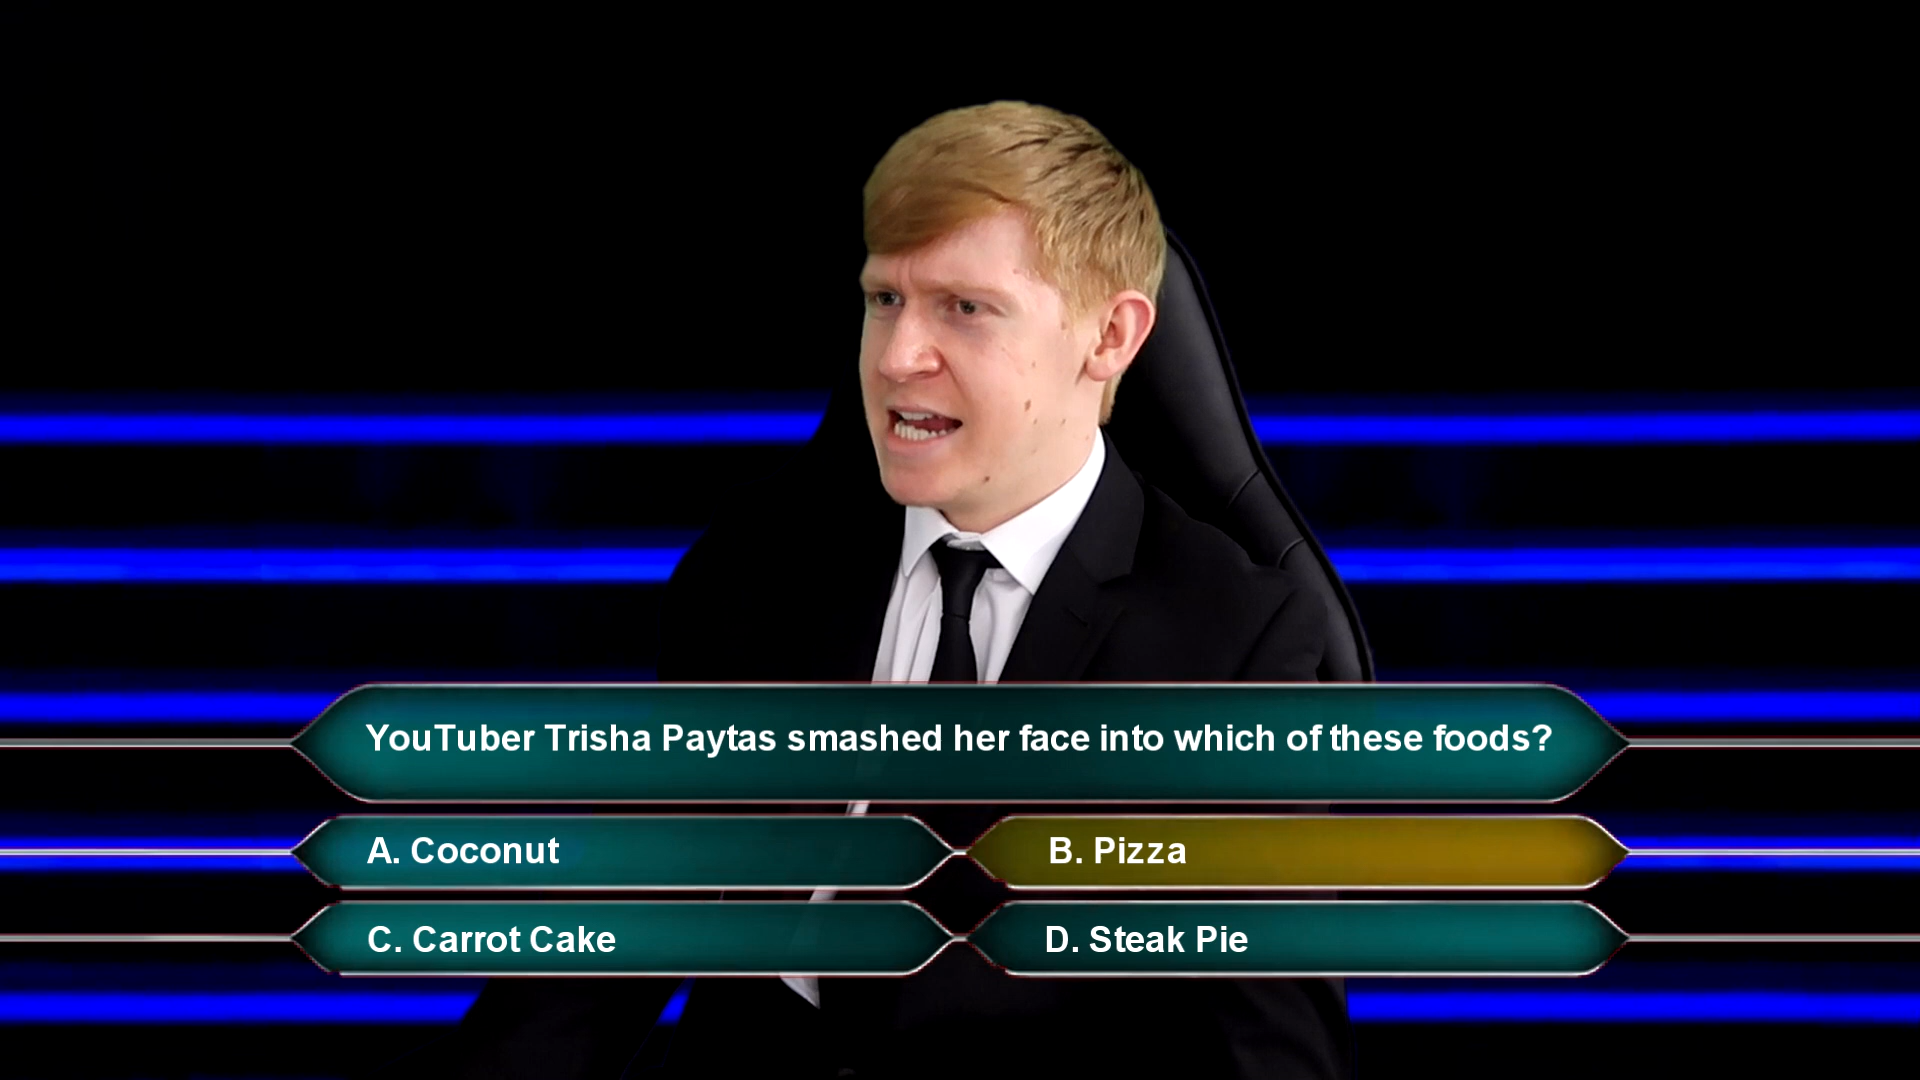 YouTuber Trisha Paytas smashed her face into which of these foods?
A. Coconut
B. Pizza
C. Carrot Cake
D. Steak Pie